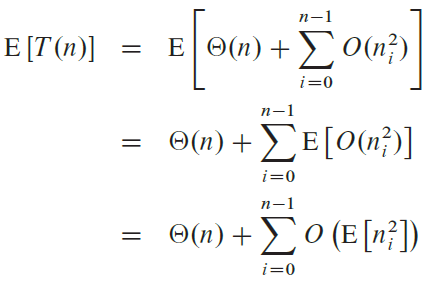 E[T(n)] = E[Θ(n) + ∑_{i=0}^{n−1} O(n_i^2)]
= Θ(n) + ∑_{i=0}^{n−1} E[O(n_i^2)]
= Θ(n) + ∑_{i=0}^{n−1} O(E[n_i^2])